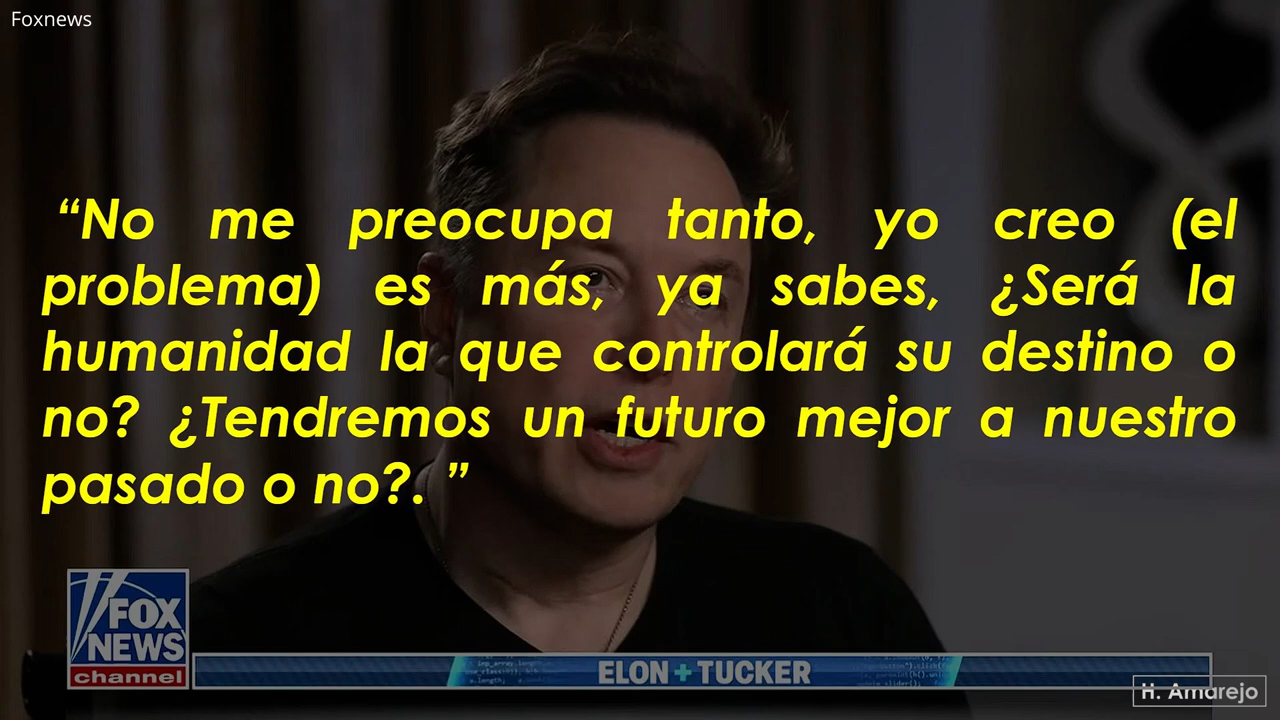 Foxnews
“No me preocupa tanto, yo creo (el
problema) es más, ya sabes, ¿Será la
humanidad la que controlará su destino o
no? ¿Tendremos un futuro mejor a nuestro
pasado o no?. ”
FOX
NEWS
channel
ELON + TUCKER
H. Amarejo